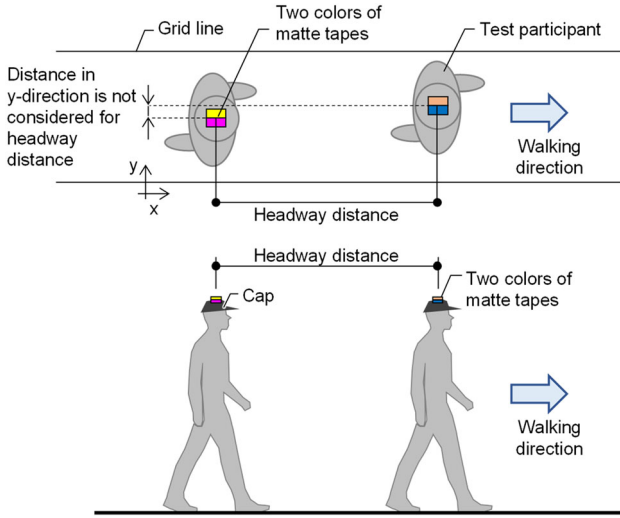 Two colors of
matte tapes
Grid line
Test participant
Distance in
y-direction is not
considered for
headway
distance
Walking
direction
y
x
Headway distance
Headway distance
Two colors of
matte tapes
Cap
Walking
direction